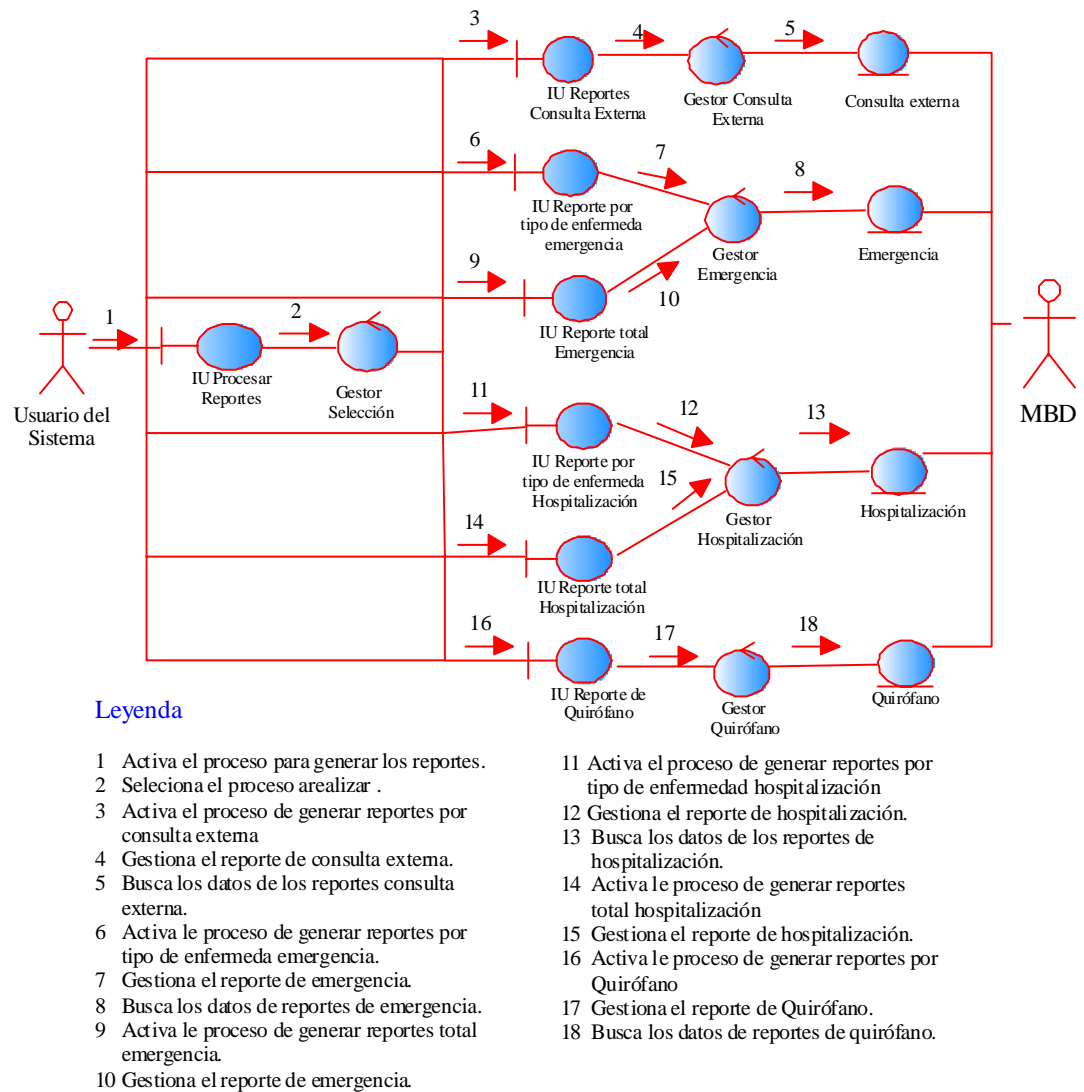 3
4
5
IU Reportes
Consulta Externa
Gestor Consulta
Externa
Consulta externa
6
7
8
IU Reporte por
tipo de enfermeda
emergencia
Gestor
Emergencia
Emergencia
9
10
IU Reporte total
Emergencia
1
2
IU Procesar
Reportes
Gestor
Selección
Usuario del
Sistema
MBD
11
12
13
IU Reporte por
tipo de enfermeda
Hospitalización
15
Gestor
Hospitalización
Hospitalización
14
IU Reporte total
Hospitalización
16
17
18
IU Reporte de
Quirófano
Gestor
Quirófano
Quirófano
Leyenda
1 Activa el proceso para generar los reportes.
2 Seleciona el proceso arealizar .
3 Activa el proceso de generar reportes por
consulta externa
4 Gestiona el reporte de consulta externa.
5 Busca los datos de los reportes consulta
externa.
6 Activa le proceso de generar reportes por
tipo de enfermeda emergencia.
7 Gestiona el reporte de emergencia.
8 Busca los datos de reportes de emergencia.
9 Activa le proceso de generar reportes total
emergencia.
10 Gestiona el reporte de emergencia.
11 Activa el proceso de generar reportes por
tipo de enfermedad hospitalización
12 Gestiona el reporte de hospitalización.
13 Busca los datos de los reportes de
hospitalización.
14 Activa le proceso de generar reportes
total hospitalización
15 Gestiona el reporte de hospitalización.
16 Activa le proceso de generar reportes por
Quirófano
17 Gestiona el reporte de Quirófano.
18 Busca los datos de reportes de quirófano.